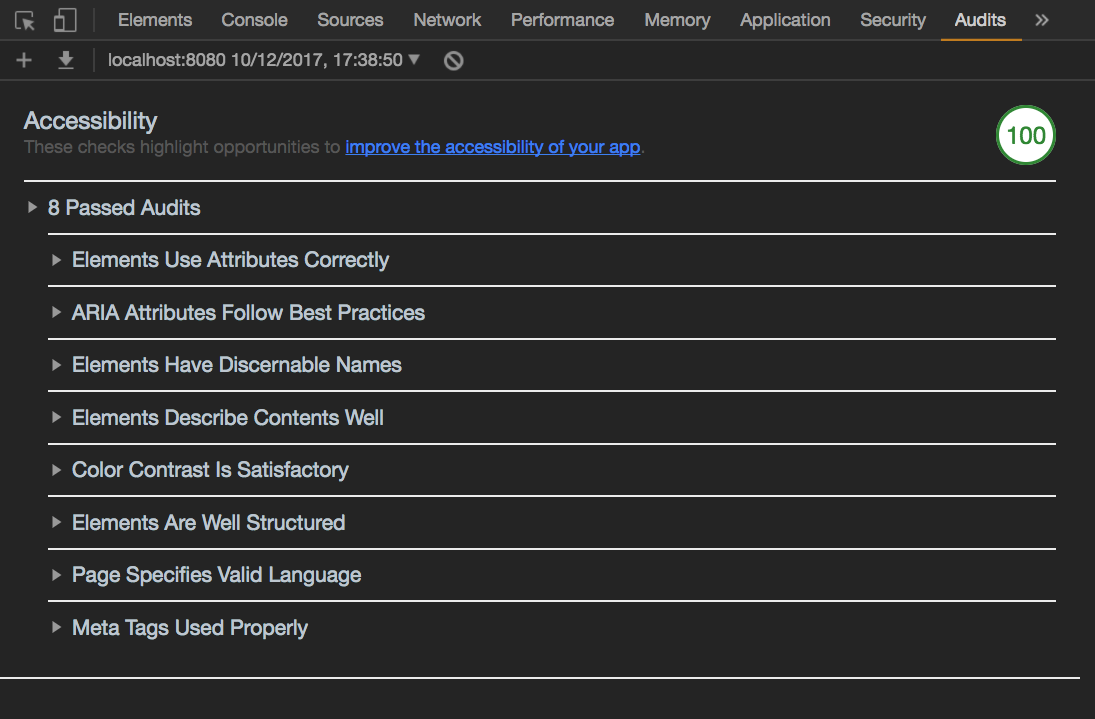 Elements Console Sources Network Performance Memory Application Security Audits »
localhost:8080 10/12/2017, 17:38:50 ▼
Accessibility
100
These checks highlight opportunities to improve the accessibility of your app.
8 Passed Audits
Elements Use Attributes Correctly
ARIA Attributes Follow Best Practices
Elements Have Discernable Names
Elements Describe Contents Well
Color Contrast Is Satisfactory
Elements Are Well Structured
Page Specifies Valid Language
Meta Tags Used Properly